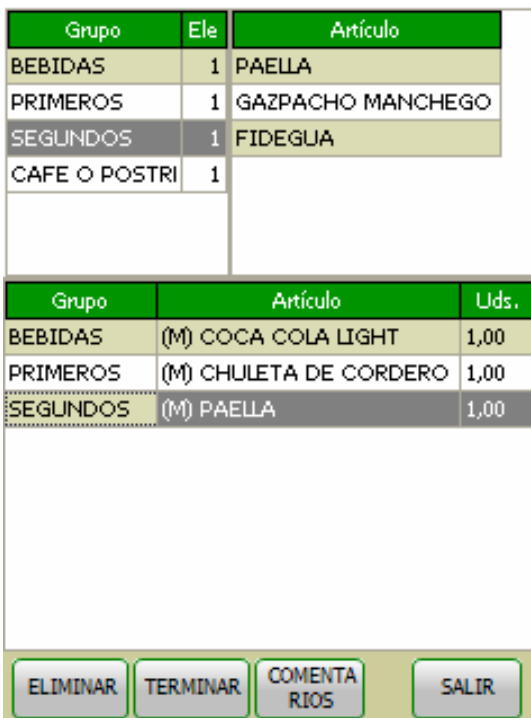 Grupo Ele Artículo
BEBIDAS 1 PAELLA
PRIMEROS 1 GAZPACHO MANCHEGO
SEGUNDOS 1 FIDEGUA
CAFE O POSTRI 1
Grupo Artículo Uds.
BEBIDAS (M) COCA COLA LIGHT 1,00
PRIMEROS (M) CHULETA DE CORDERO 1,00
SEGUNDOS (M) PAELLA 1,00
ELIMINAR TERMINAR COMENTA SALIR
RIOS